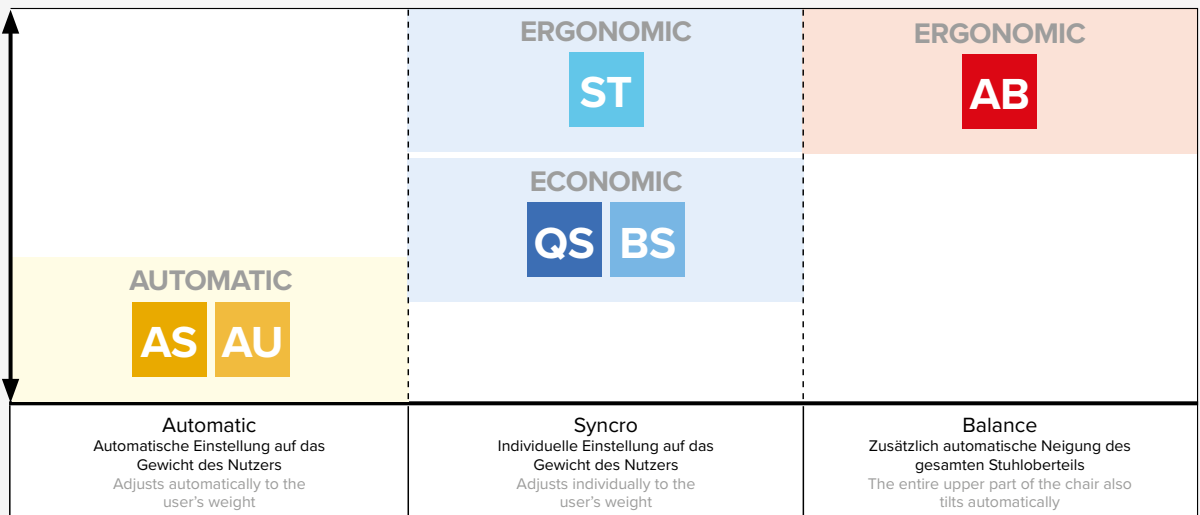 ERGONOMIC
ST
ERGONOMIC
AB
ECONOMIC
QS BS
AUTOMATIC
AS AU
Automatic
Automatische Einstellung auf das
Gewicht des Nutzers
Adjusts automatically to the
user's weight
Syncro
Individuelle Einstellung auf das
Gewicht des Nutzers
Adjusts individually to the
user's weight
Balance
Zusätzlich automatische Neigung des
gesamten Stuhloberteils
The entire upper part of the chair also
tilts automatically